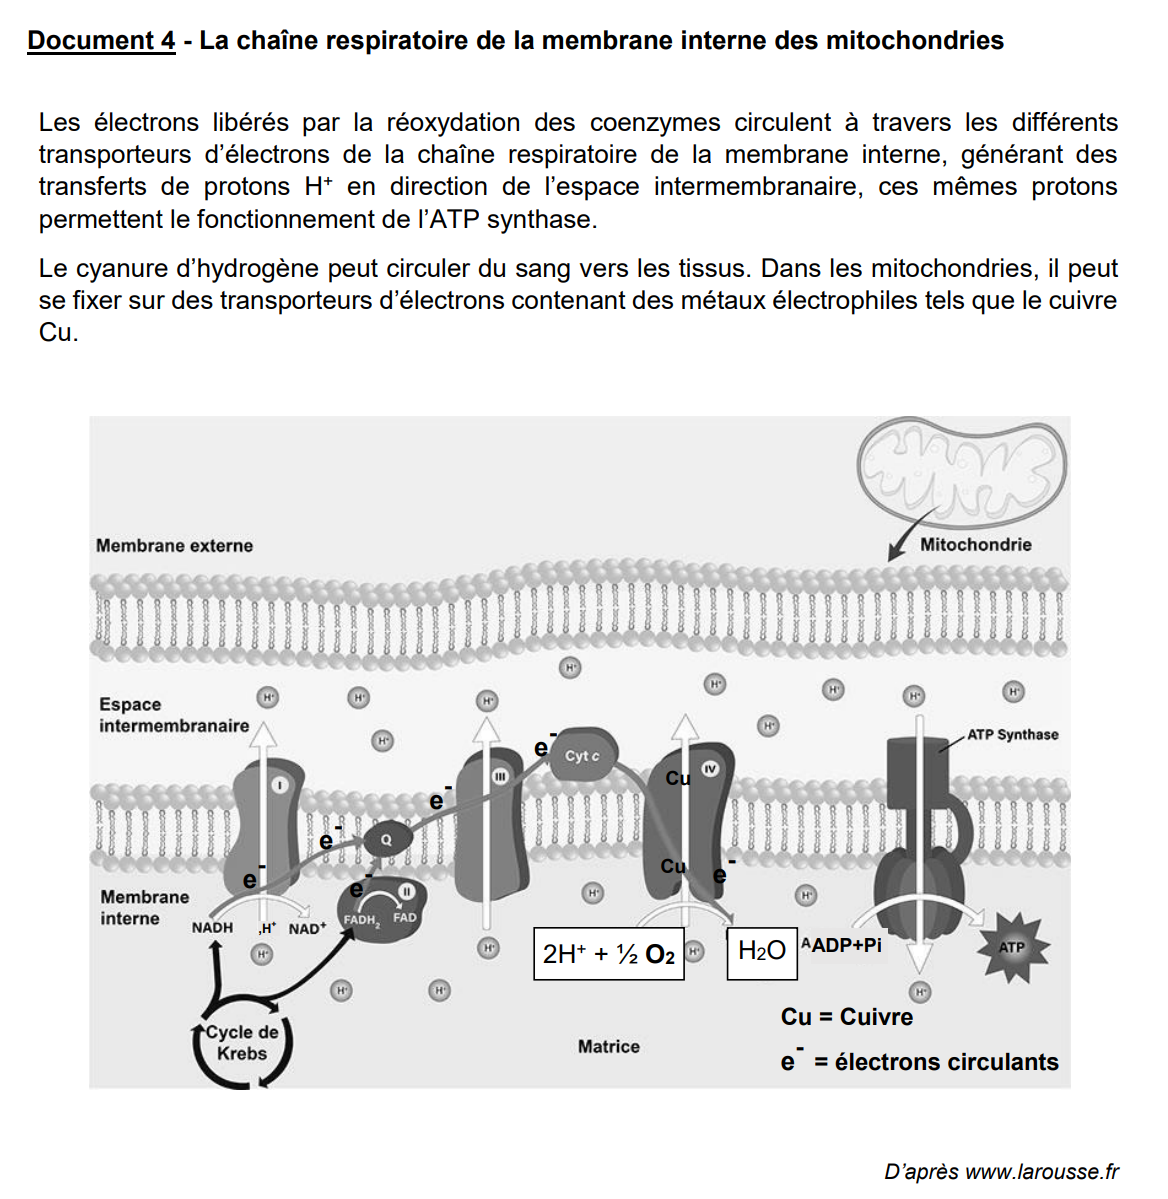 Document 4 - La chaîne respiratoire de la membrane interne des mitochondries
Les électrons libérés par la réoxydation des coenzymes circulent à travers les différents
transporteurs d’électrons de la chaîne respiratoire de la membrane interne, générant des
transferts de protons H⁺ en direction de l’espace intermembranaire, ces mêmes protons
permettent le fonctionnement de l’ATP synthase.
Le cyanure d’hydrogène peut circuler du sang vers les tissus. Dans les mitochondries, il peut
se fixer sur des transporteurs d’électrons contenant des métaux électrophiles tels que le cuivre
Cu.
Membrane externe
Mitochondrie
H⁺
H⁺
H⁺
H⁺
H⁺
H⁺
H⁺
H⁺
Espace
intermembranaire
H⁺
H⁺
ATP Synthase
e⁻
Cyt c
I
III
Cu
IV
e⁻
e⁻
Q
e⁻
e⁻
II
Cu
e⁻
Membrane
interne
H⁺
H⁺
NADH
,H⁺
NAD⁺
FADH₂
FAD
H⁺
H⁺
2H⁺ + ½ O₂
H⁺
H₂O
AADP+Pi
ATP
H⁺
H⁺
H⁺
Cycle de
Krebs
Matrice
Cu = Cuivre
e⁻ = électrons circulants
D’après www.larousse.fr